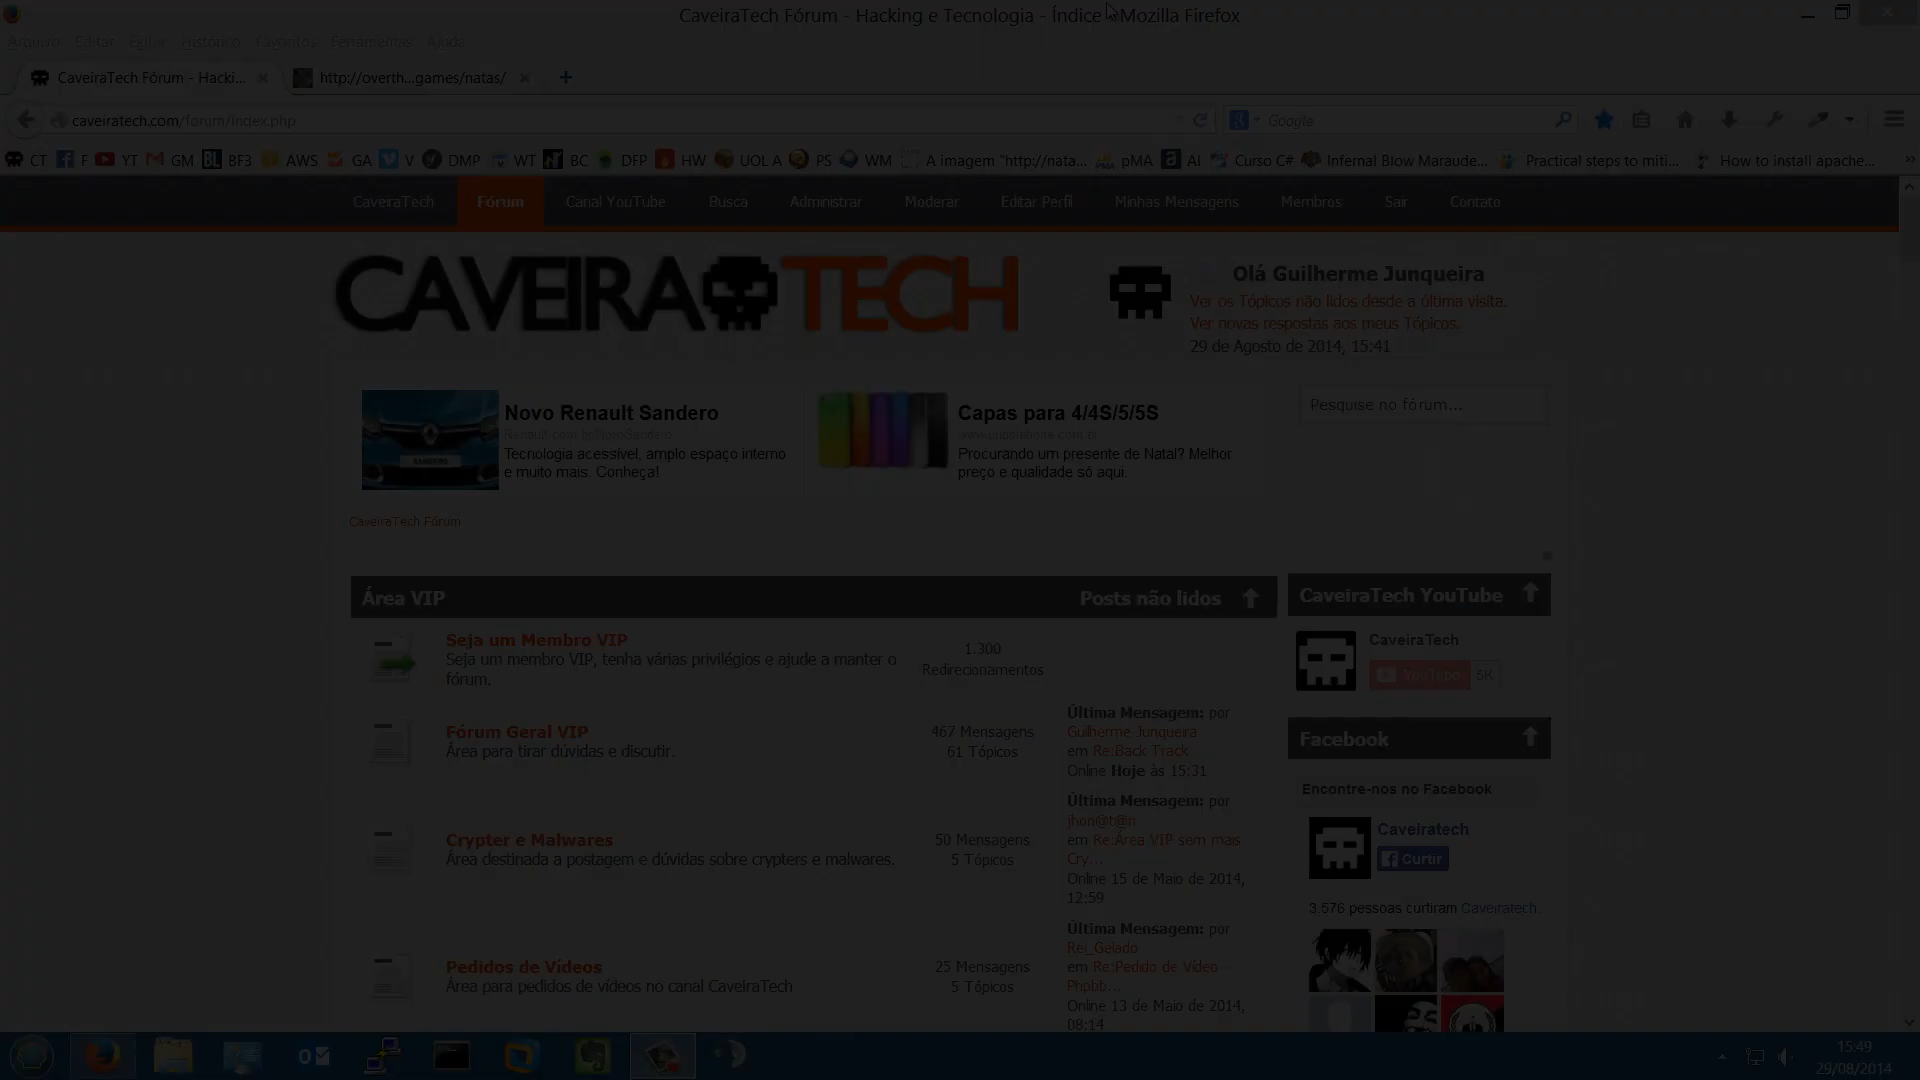 CaveiraTech Fórum - Hacking e Tecnologia - Índice - Mozilla Firefox
Arquivo Editar Exibir Histórico Favoritos Ferramentas Ajuda
CaveiraTech Fórum - Hacki... http://overth...games/natas/
caveiratech.com/forum/index.php Google
CT F YT GM BF3 AWS GA V DMP WT BC DFP HW UOL A PS WM A imagem "http://nata... pMA AI Curso C# Infernal Blow Maraude... Practical steps to miti... How to install apache...
CaveiraTech Fórum Canal YouTube Busca Administrar Moderar Editar Perfil Minhas Mensagens Membros Sair Contato
CAVEIRA TECH
Olá Guilherme Junqueira
Ver os Tópicos não lidos desde a última visita.
Ver novas respostas aos meus Tópicos.
29 de Agosto de 2014, 15:41
Novo Renault Sandero
Renault.com.br/NovoSandero
Tecnologia acessível, amplo espaço interno
e muito mais. Conheça!
Capas para 4/4S/5/5S
Procurando um presente de Natal? Melhor
preço e qualidade só aqui.
Pesquise no fórum...
CaveiraTech Fórum
Área VIP Posts não lidos
Seja um Membro VIP
Seja um membro VIP, tenha várias privilégios e ajude a manter o
fórum.
1.300
Redirecionamentos
Fórum Geral VIP
Área para tirar dúvidas e discutir.
467 Mensagens
61 Tópicos
Última Mensagem: por
Guilherme Junqueira
em Re:Back Track
Online Hoje às 15:31
Crypter e Malwares
Área destinada a postagem e dúvidas sobre crypters e malwares.
50 Mensagens
5 Tópicos
Última Mensagem: por
jhon@t@n
em Re:Área VIP sem mais
Cry...
Online 15 de Maio de 2014,
12:59
Pedidos de Vídeos
Área para pedidos de vídeos no canal CaveiraTech
25 Mensagens
5 Tópicos
Última Mensagem: por
Rei_Gelado
em Re:Pedido de Vídeo -
Phpbb...
Online 13 de Maio de 2014,
08:14
CaveiraTech YouTube
CaveiraTech
YouTube 5K
Facebook
Encontre-nos no Facebook
Caveiratech
Curtir
3.576 pessoas curtiram Caveiratech.
15:49
29/08/2014